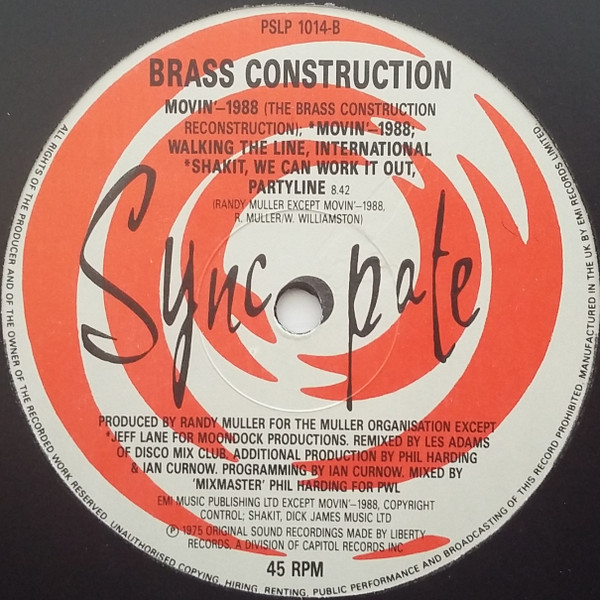 PSLP 1014-B
BRASS CONSTRUCTION
MOVIN'-1988 (THE BRASS CONSTRUCTION
RECONSTRUCTION), *MOVIN'-1988;
WALKING THE LINE, INTERNATIONAL
*SHAKIT, WE CAN WORK IT OUT,
PARTYLINE 8.42
(RANDY MULLER EXCEPT MOVIN'-1988,
R. MULLER/W. WILLIAMSTON)
Sync pate
PRODUCED BY RANDY MULLER FOR THE MULLER ORGANISATION EXCEPT
*JEFF LANE FOR MOONDOCK PRODUCTIONS. REMIXED BY LES ADAMS
OF DISCO MIX CLUB. ADDITIONAL PRODUCTION BY PHIL HARDING
& IAN CURNOW. PROGRAMMING BY IAN CURNOW. MIXED BY
'MIXMASTER' PHIL HARDING FOR PWL
EMI MUSIC PUBLISHING LTD EXCEPT MOVIN'-1988, COPYRIGHT
CONTROL; SHAKIT, DICK JAMES MUSIC LTD
Ⓟ 1975 ORIGINAL SOUND RECORDINGS MADE BY LIBERTY
RECORDS, A DIVISION OF CAPITOL RECORDS INC
45 RPM
ALL RIGHTS OF THE PRODUCER AND OF THE OWNER OF THE RECORDED WORK RESERVED. UNAUTHORISED COPYING, HIRING, RENTING, PUBLIC PERFORMANCE AND BROADCASTING OF THIS RECORD PROHIBITED. MANUFACTURED IN THE UK BY EMI RECORDS LIMITED.